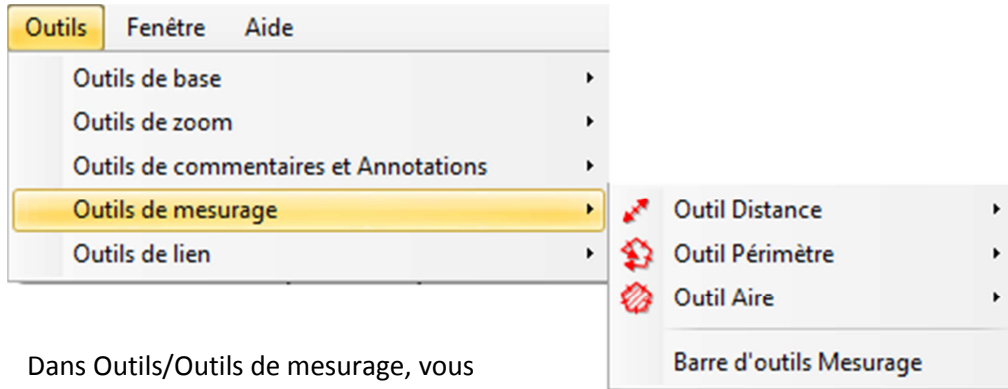 Outils Fenêtre Aide
Outils de base
Outils de zoom
Outils de commentaires et Annotations
Outils de mesurage
Outils de lien
Outil Distance
Outil Périmètre
Outil Aire
Barre d'outils Mesurage
Dans Outils/Outils de mesurage, vous